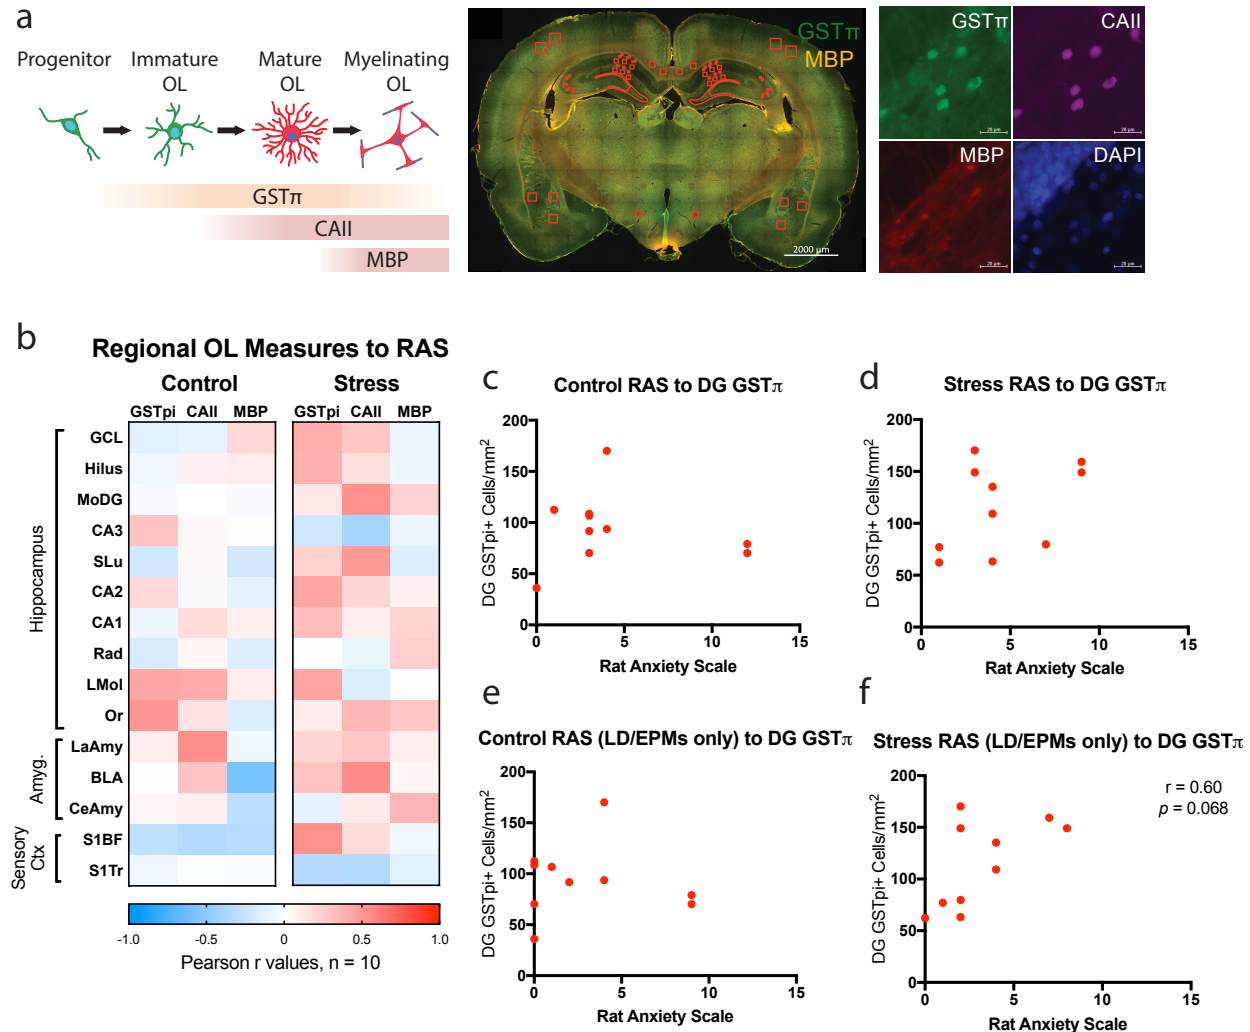 a
Progenitor
Immature
OL
Mature
OL
Myelinating
OL
GSTπ
CAII
MBP
GSTπ
MBP
2000 µm
GSTπ
CAII
MBP
DAPI
20 µm
20 µm
20 µm
20 µm
b
Regional OL Measures to RAS
Control
Stress
GSTpi CAII MBP
GSTpi CAII MBP
Hippocampus
GCL
Hilus
MoDG
CA3
SLu
CA2
CA1
Rad
LMol
Or
Amyg.
LaAmy
BLA
CeAmy
Sensory
Ctx
S1BF
S1Tr
-1.0 -0.5 0 0.5 1.0
Pearson r values, n = 10
c
Control RAS to DG GSTπ
DG GSTpi+ Cells/mm²
200
150
100
50
0
0 5 10 15
Rat Anxiety Scale
d
Stress RAS to DG GSTπ
DG GSTpi+ Cells/mm²
200
150
100
50
0
0 5 10 15
Rat Anxiety Scale
e
Control RAS (LD/EPMs only) to DG GSTπ
DG GSTpi+ Cells/mm²
200
150
100
50
0
0 5 10 15
Rat Anxiety Scale
f
Stress RAS (LD/EPMs only) to DG GSTπ
r = 0.60
p = 0.068
DG GSTpi+ Cells/mm²
200
150
100
50
0
0 5 10 15
Rat Anxiety Scale